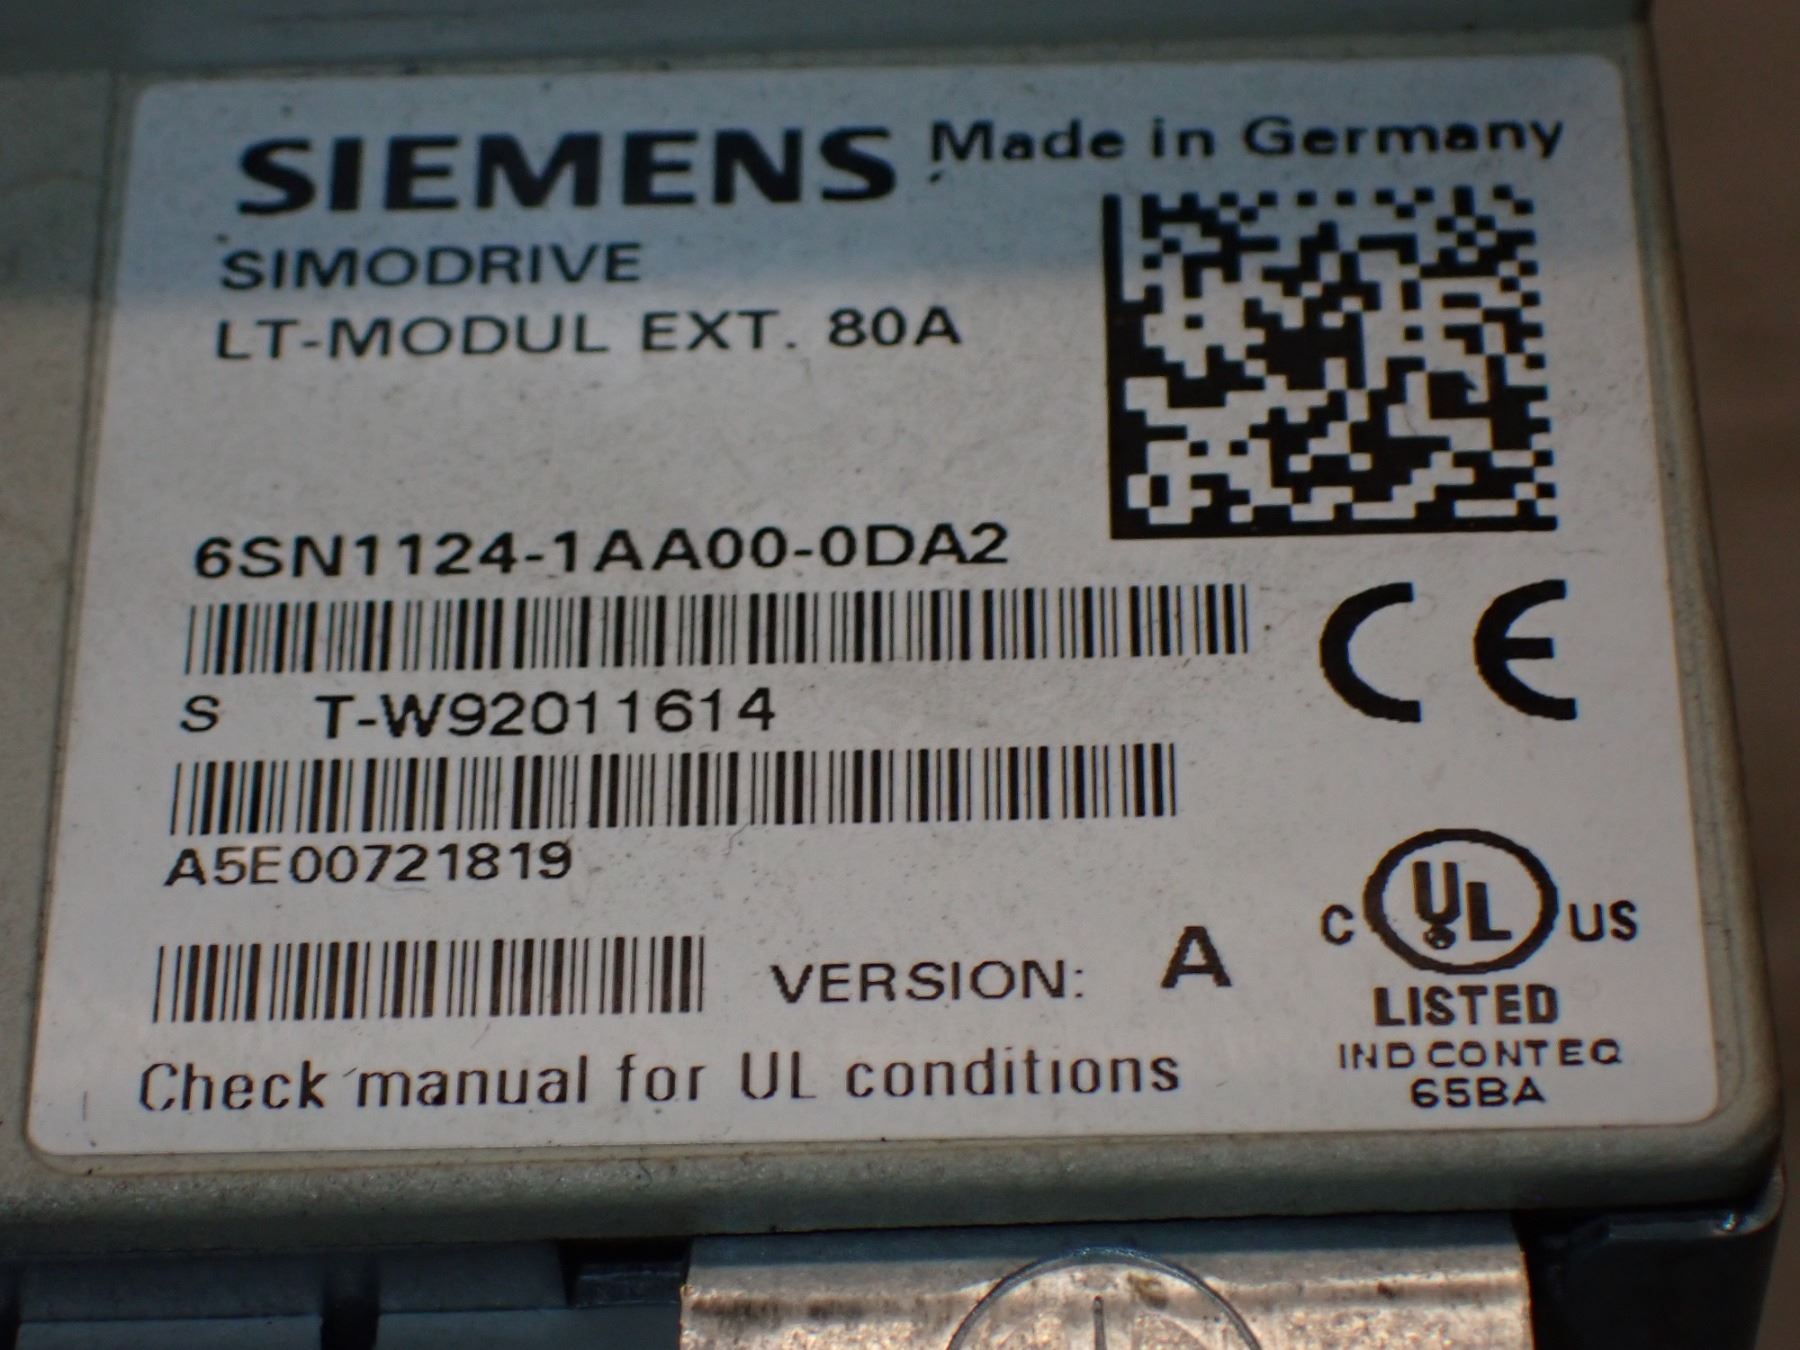 SIEMENS Made in Germany
SIMODRIVE
LT-MODUL EXT. 80A
6SN1124-1AA00-0DA2
S T-W92011614
A5E00721819
VERSION: A
C UL US
LISTED
IND CONT EQ
65BA
Check manual for UL conditions
CE